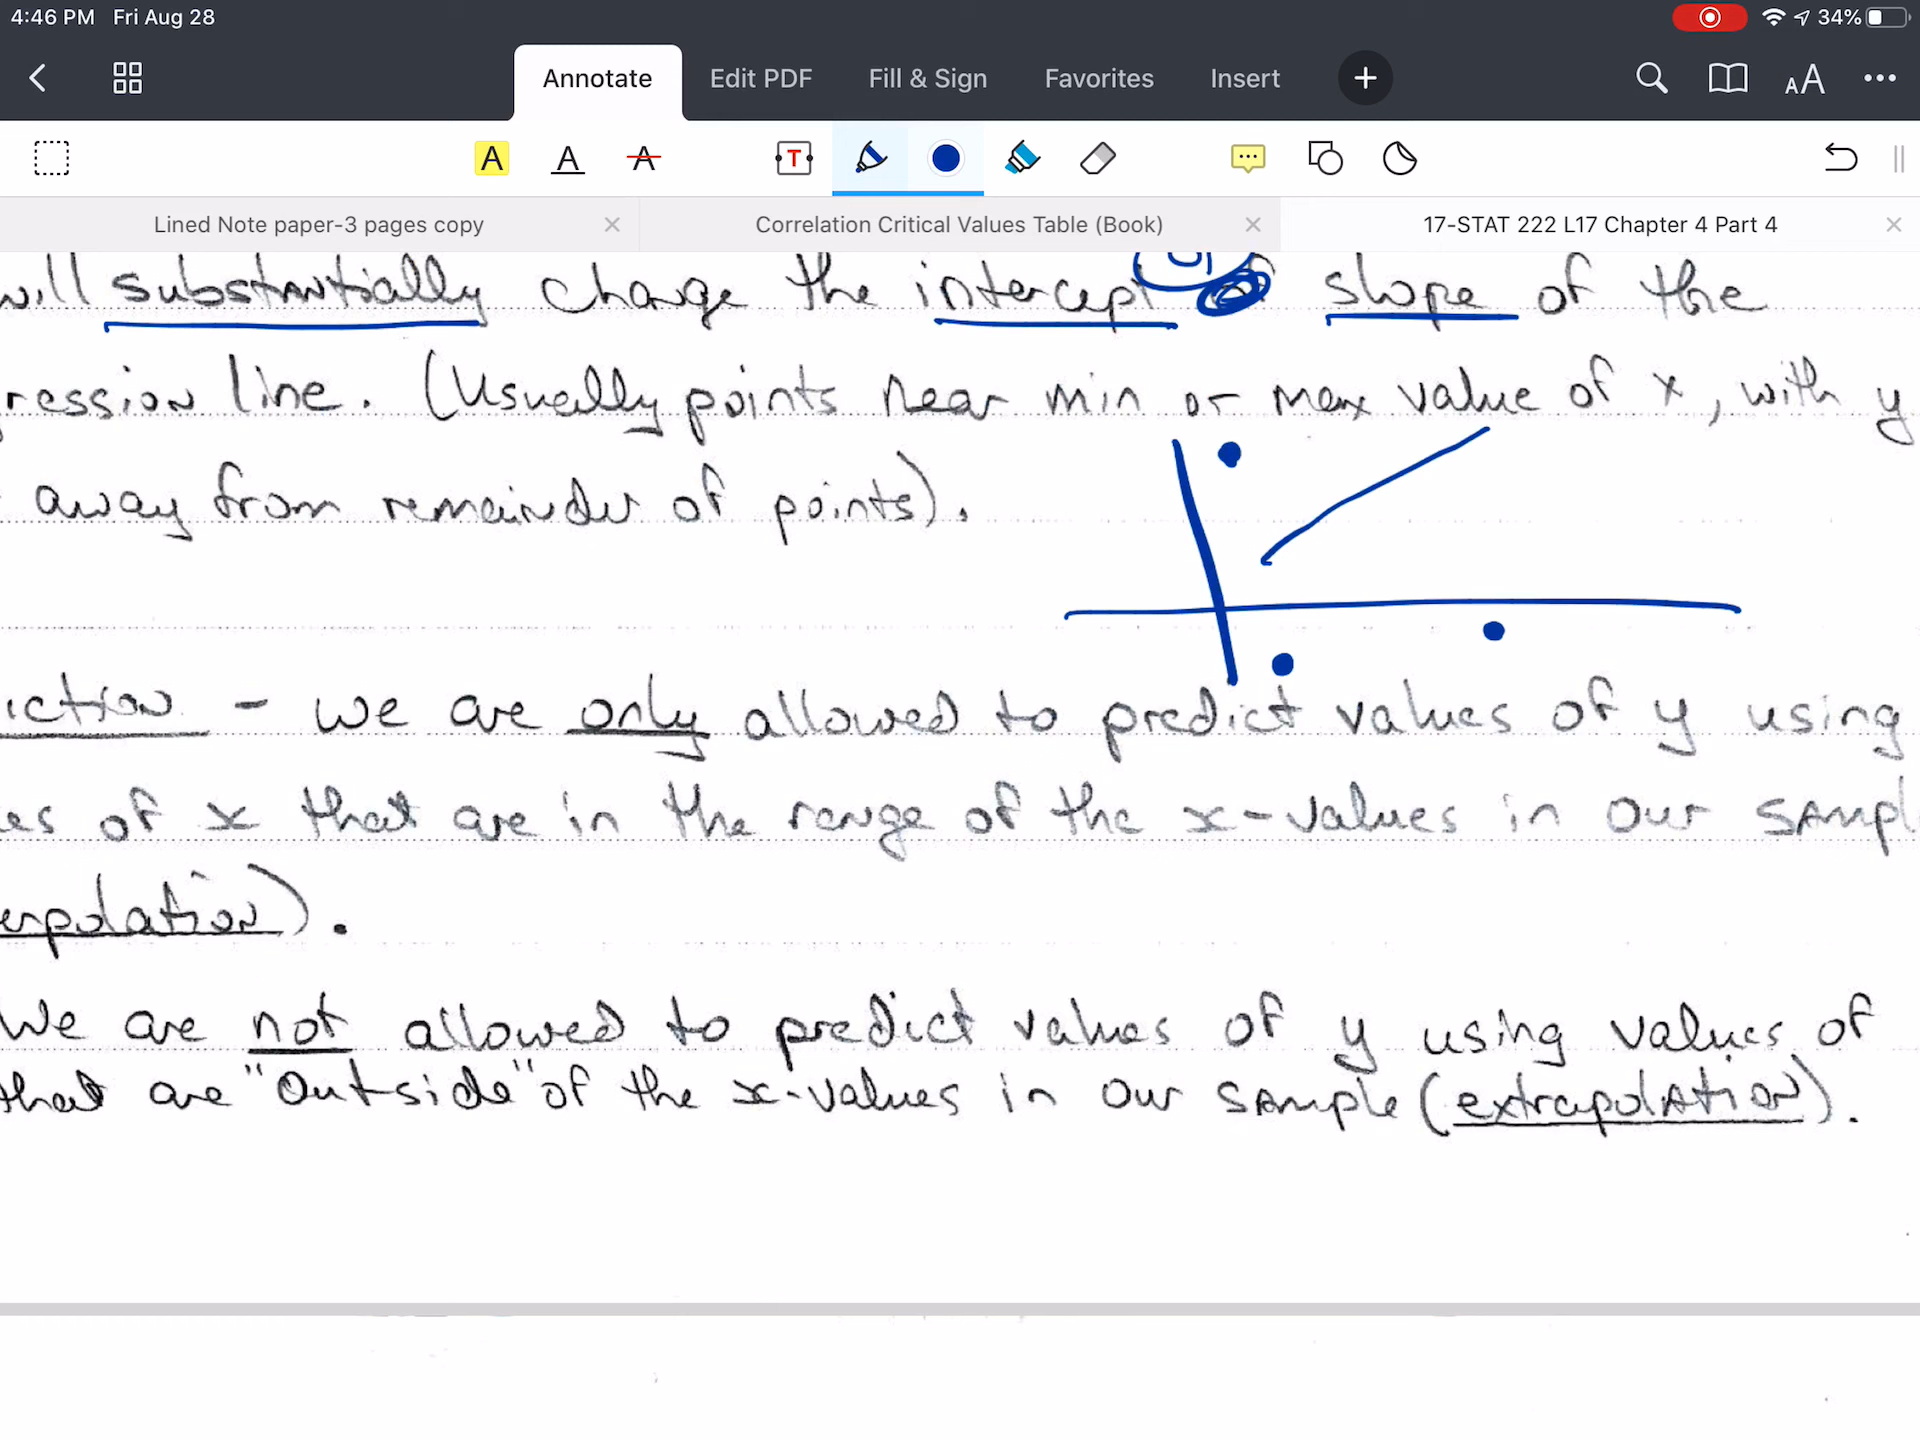 4:46 PM Fri Aug 28 34%
Annotate Edit PDF Fill & Sign Favorites Insert AA
A A A T
Lined Note paper-3 pages copy Correlation Critical Values Table (Book) 17-STAT 222 L17 Chapter 4 Part 4
will substantially change the intercept slope of the
ression line. (Usually points near min or max value of x, with y
away from remainder of points).
iction - we are only allowed to predict values of y using
es of x that are in the range of the x-values in our sampl
erpolation).
We are not allowed to predict values of y using values of
that are "outside" of the x-values in our sample (extrapolation).